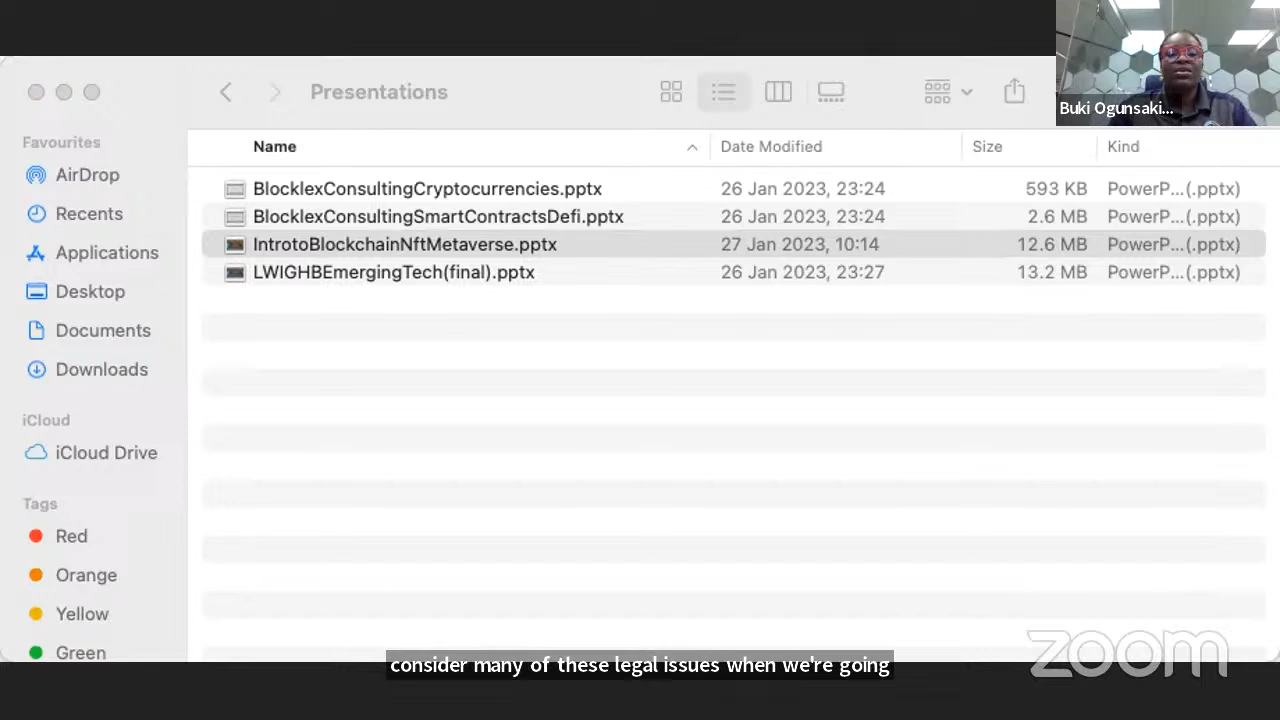 Buki Ogunsaki...
Presentations
Favourites
AirDrop
Recents
Applications
Desktop
Documents
Downloads
iCloud
iCloud Drive
Tags
Red
Orange
Yellow
Green
Name Date Modified Size Kind
BlocklexConsultingCryptocurrencies.pptx 26 Jan 2023, 23:24 593 KB PowerP...(.pptx)
BlocklexConsultingSmartContractsDefi.pptx 26 Jan 2023, 23:24 2.6 MB PowerP...(.pptx)
IntrotoBlockchainNftMetaverse.pptx 27 Jan 2023, 10:14 12.6 MB PowerP...(.pptx)
LWIGHBEmergingTech(final).pptx 26 Jan 2023, 23:27 13.2 MB PowerP...(.pptx)
zoom
consider many of these legal issues when we're going